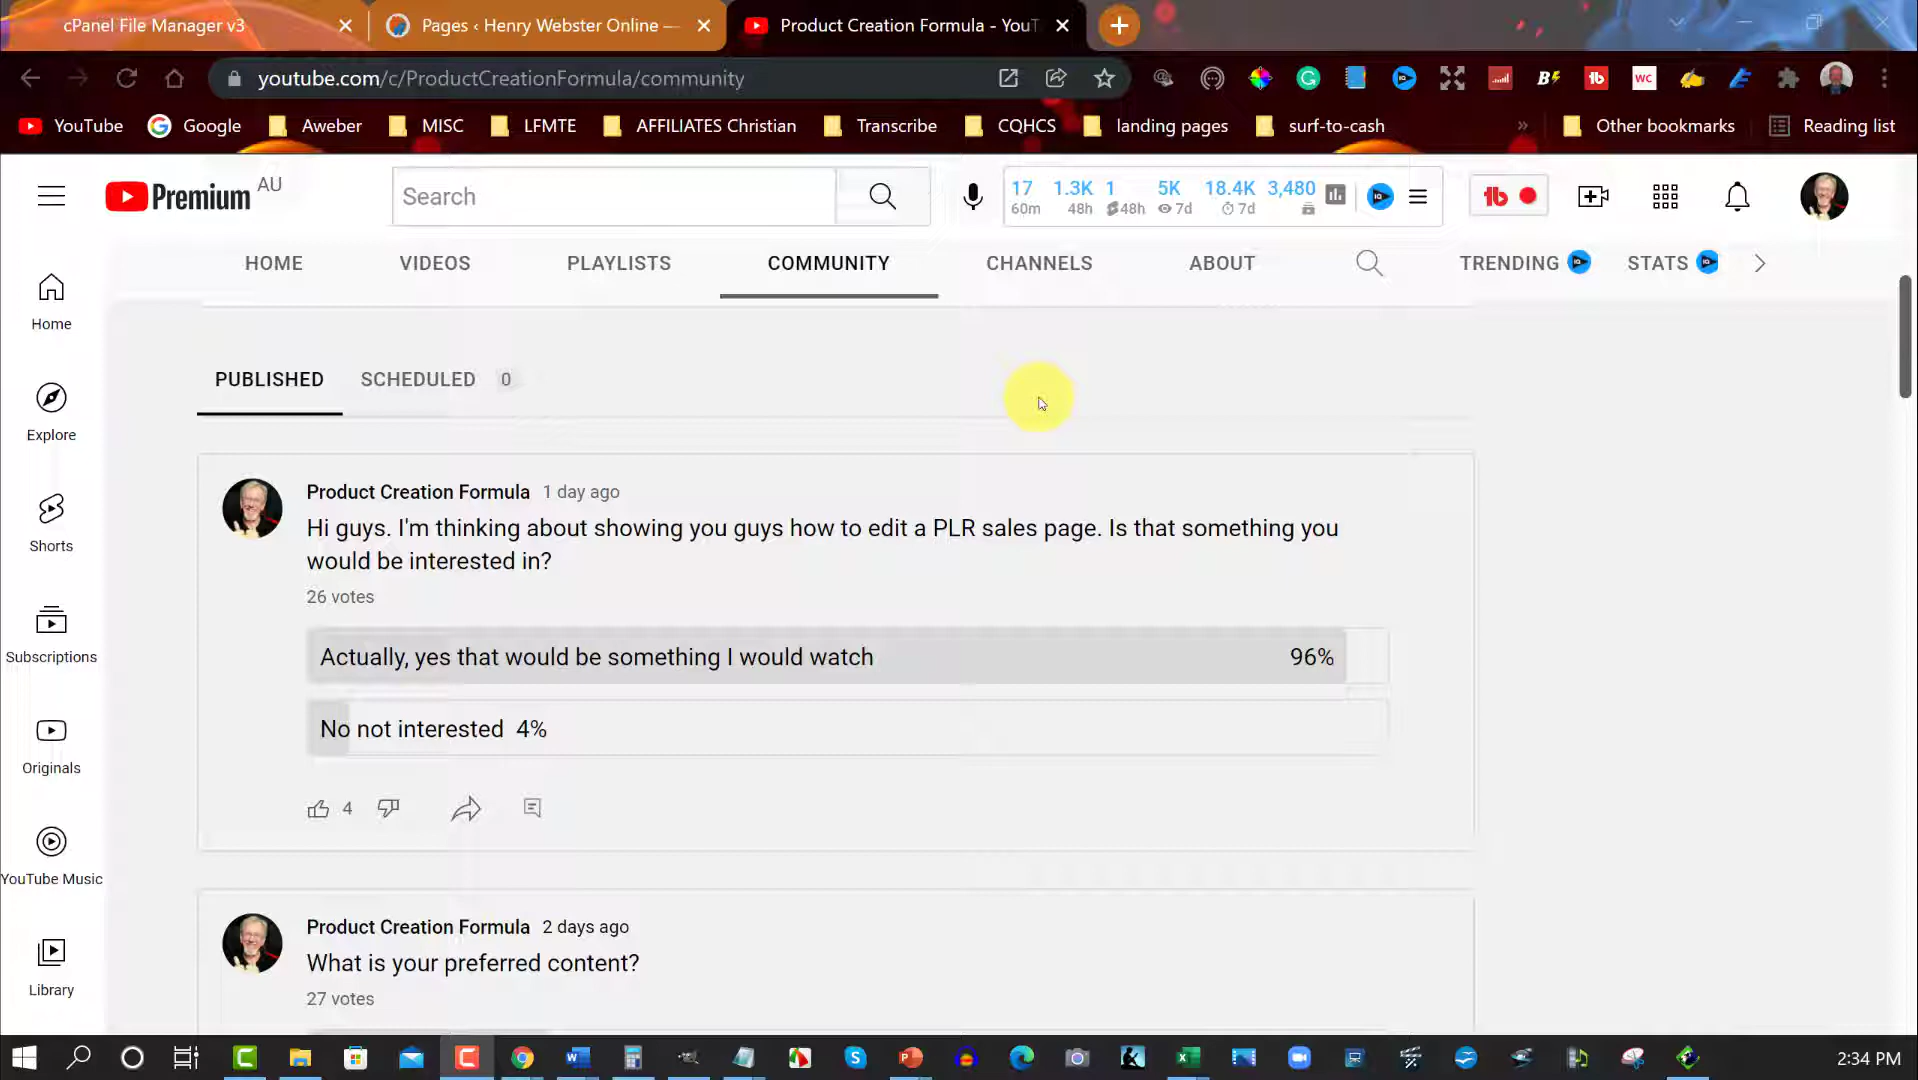 cPanel File Manager v3
Pages ‹ Henry Webster Online —
Product Creation Formula - YouT
youtube.com/c/ProductCreationFormula/community
WC
YouTube
Google
Aweber
MISC
LFMTE
AFFILIATES Christian
Transcribe
CQHCS
landing pages
surf-to-cash
»
Other bookmarks
Reading list
Premium AU
Search
17 1.3K 1 5K 18.4K 3,480
60m 48h 48h 7d 7d
HOME
VIDEOS
PLAYLISTS
COMMUNITY
CHANNELS
ABOUT
TRENDING
STATS
Home
Explore
Shorts
Subscriptions
Originals
YouTube Music
Library
PUBLISHED
SCHEDULED 0
Product Creation Formula 1 day ago
Hi guys. I'm thinking about showing you guys how to edit a PLR sales page. Is that something you
would be interested in?
26 votes
Actually, yes that would be something I would watch 96%
No not interested 4%
4
Product Creation Formula 2 days ago
What is your preferred content?
27 votes
2:34 PM